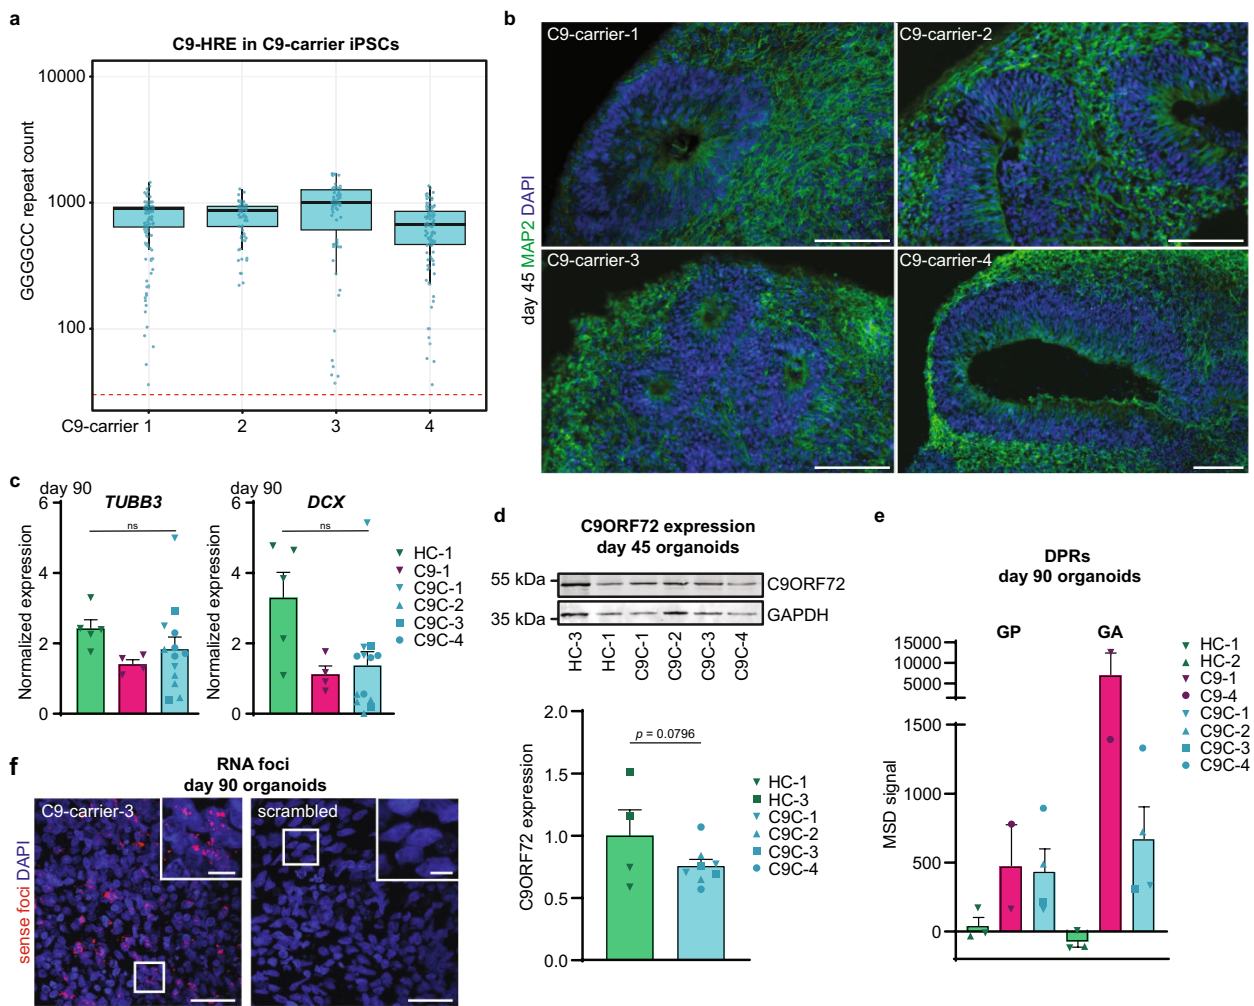 a
C9-HRE in C9-carrier iPSCs
GGGGCC repeat count
10000
1000
100
C9-carrier 1
2
3
4
b
day 45 MAP2 DAPI
C9-carrier-1
C9-carrier-2
C9-carrier-3
C9-carrier-4
c
day 90
TUBB3
Normalized expression
6
4
2
0
ns
day 90
DCX
Normalized expression
6
4
2
0
ns
HC-1
C9-1
C9C-1
C9C-2
C9C-3
C9C-4
d
C9ORF72 expression
day 45 organoids
55 kDa
C9ORF72
35 kDa
GAPDH
HC-3
HC-1
C9C-1
C9C-2
C9C-3
C9C-4
C9ORF72 expression
2.0
1.5
1.0
0.5
0.0
p = 0.0796
HC-1
HC-3
C9C-1
C9C-2
C9C-3
C9C-4
e
DPRs
day 90 organoids
GP
GA
MSD signal
15000
10000
5000
1500
1000
500
0
HC-1
HC-2
C9-1
C9-4
C9C-1
C9C-2
C9C-3
C9C-4
f
RNA foci
day 90 organoids
sense foci DAPI
C9-carrier-3
scrambled